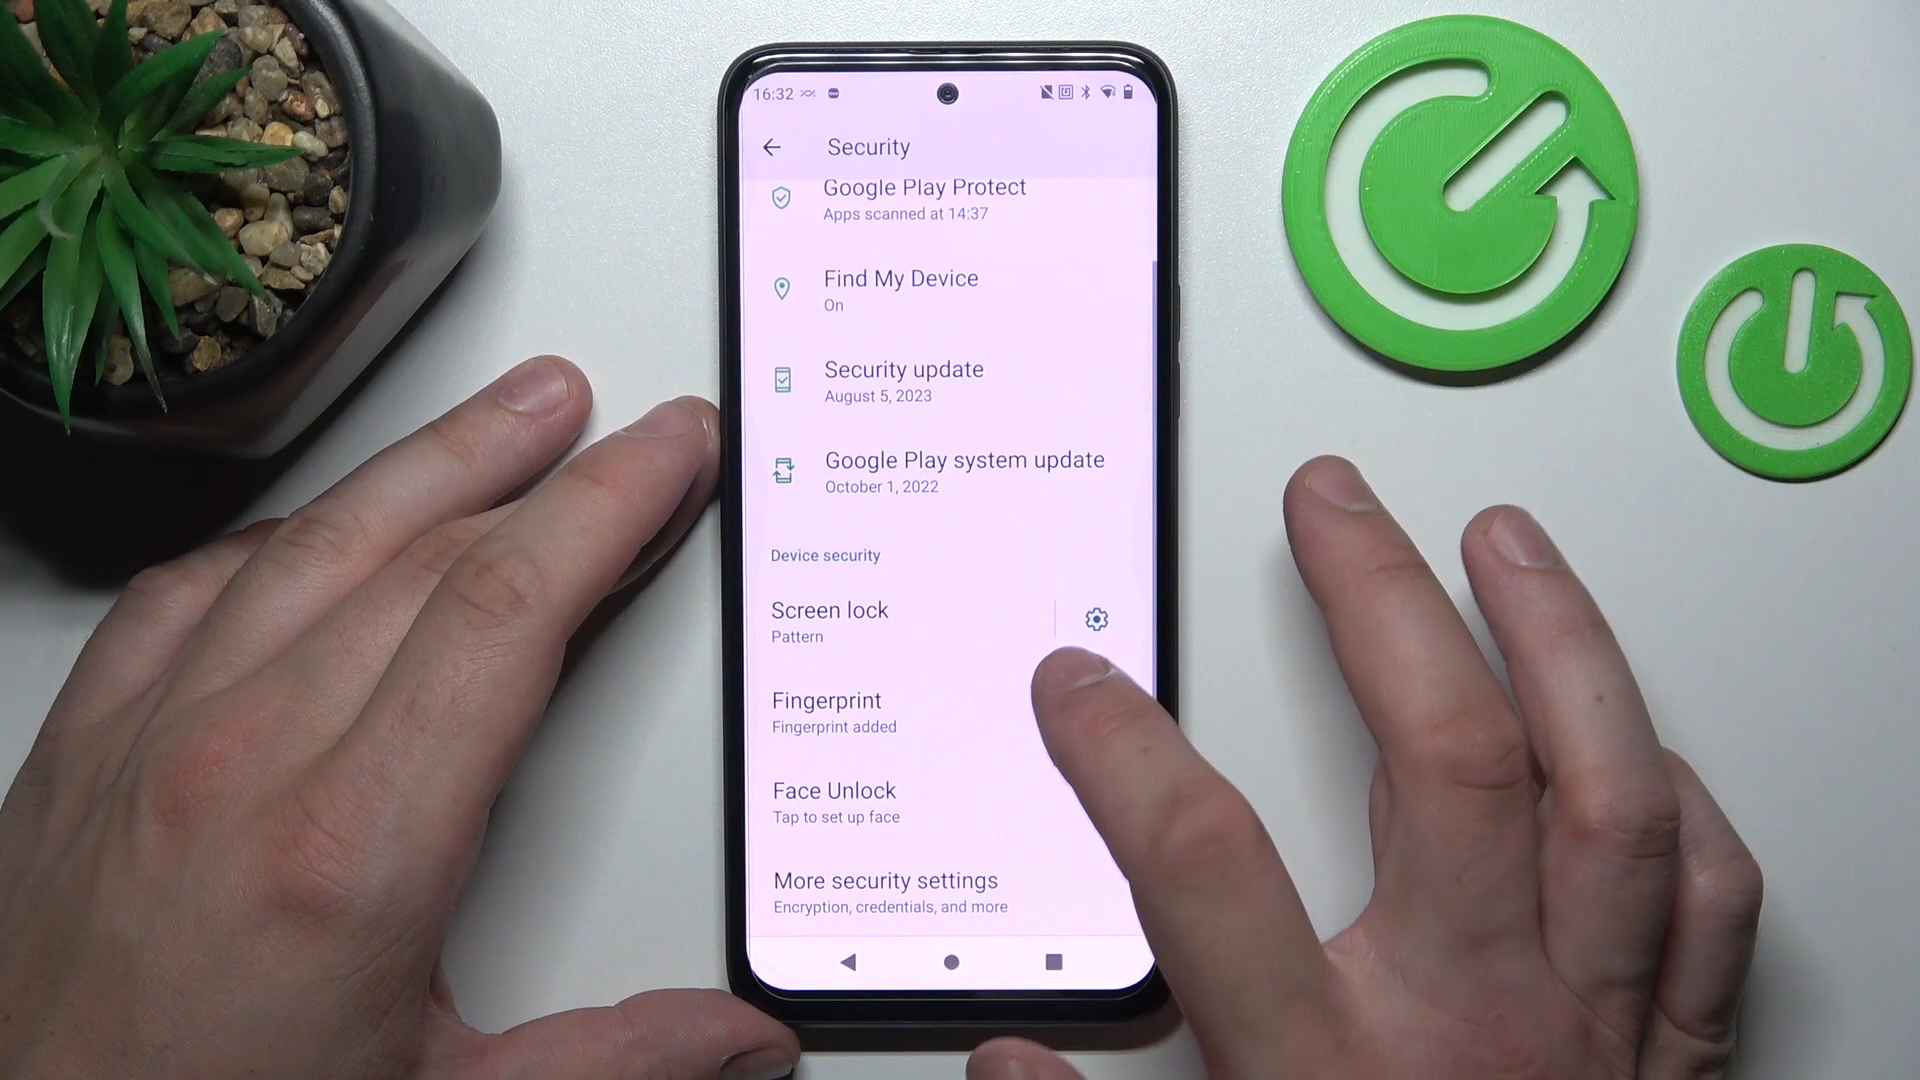 16:32
Security
Google Play Protect
Apps scanned at 14:37
Find My Device
On
Security update
August 5, 2023
Google Play system update
October 1, 2022
Device security
Screen lock
Pattern
Fingerprint
Fingerprint added
Face Unlock
Tap to set up face
More security settings
Encryption, credentials, and more